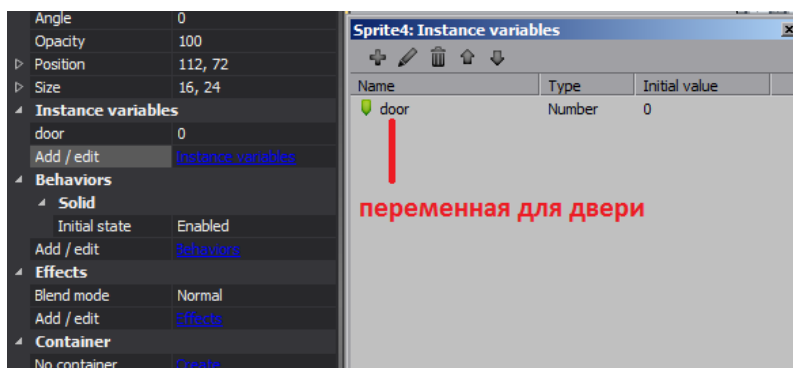 Angle 0
Opacity 100
Position 112, 72
Size 16, 24
Instance variables
door 0
Add / edit Instance variables
Behaviors
Solid
Initial state Enabled
Add / edit Behaviors
Effects
Blend mode Normal
Add / edit Effects
Container
No container Create
Sprite4: Instance variables
Name Type Initial value
door Number 0
переменная для двери